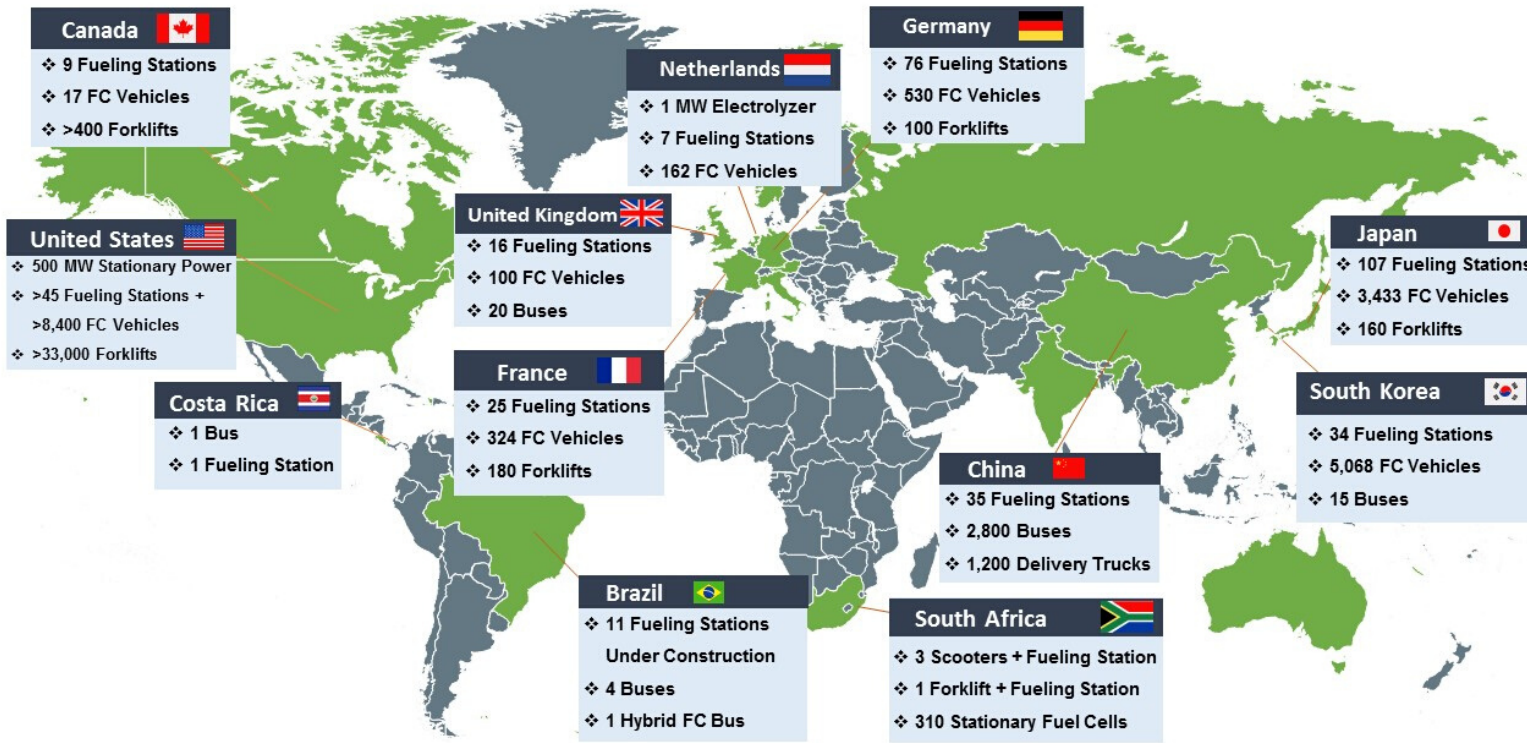 Canada
❖ 9 Fueling Stations
❖ 17 FC Vehicles
❖ >400 Forklifts
Netherlands
❖ 1 MW Electrolyzer
❖ 7 Fueling Stations
❖ 162 FC Vehicles
Germany
❖ 76 Fueling Stations
❖ 530 FC Vehicles
❖ 100 Forklifts
United States
❖ 500 MW Stationary Power
❖ >45 Fueling Stations +
>8,400 FC Vehicles
❖ >33,000 Forklifts
United Kingdom
❖ 16 Fueling Stations
❖ 100 FC Vehicles
❖ 20 Buses
Japan
❖ 107 Fueling Stations
❖ 3,433 FC Vehicles
❖ 160 Forklifts
Costa Rica
❖ 1 Bus
❖ 1 Fueling Station
France
❖ 25 Fueling Stations
❖ 324 FC Vehicles
❖ 180 Forklifts
South Korea
❖ 34 Fueling Stations
❖ 5,068 FC Vehicles
❖ 15 Buses
China
❖ 35 Fueling Stations
❖ 2,800 Buses
❖ 1,200 Delivery Trucks
Brazil
❖ 11 Fueling Stations
Under Construction
❖ 4 Buses
❖ 1 Hybrid FC Bus
South Africa
❖ 3 Scooters + Fueling Station
❖ 1 Forklift + Fueling Station
❖ 310 Stationary Fuel Cells